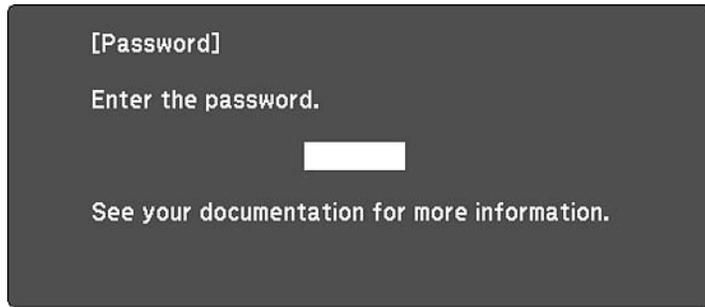 [Password]
Enter the password.
See your documentation for more information.